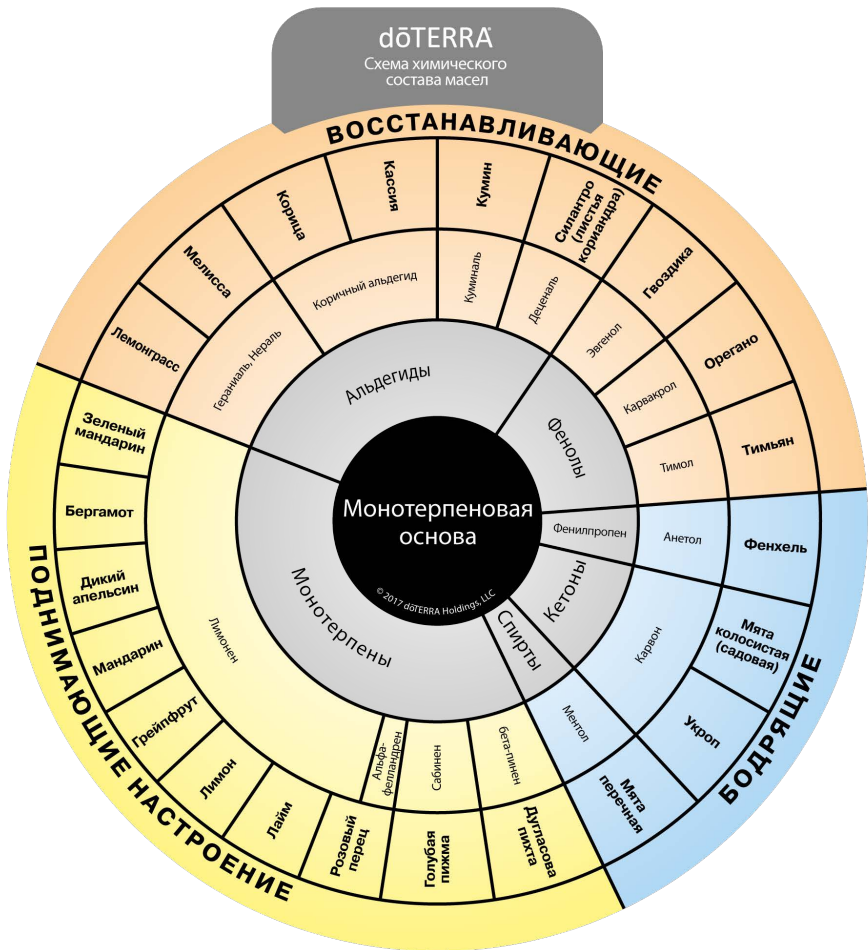 dōTERRA®
Схема химического
состава масел
ВОССТАНАВЛИВАЮЩИЕ
Лемонграсс
Мелисса
Корица
Кассия
Кумин
Силантро
(листья
кориандра)
Гвоздика
Орегано
Тимьян
Гераниаль, Нераль
Коричный альдегид
Куминаль
Деценаль
Эвгенол
Карвакрол
Тимол
Альдегиды
Фенолы
Монотерпеновая
основа
© 2017 dōTERRA Holdings, LLC
Фенилпропен
Кетоны
Спирты
Монотерпены
Анетол
Карвон
Ментол
Фенхель
Мята
колосистая
(садовая)
Укроп
Мята
перечная
БОДРЯЩИЕ
Лимонен
Альфа-
фелландрен
Сабинен
бета-пинен
Зеленый
мандарин
Бергамот
Дикий
апельсин
Мандарин
Грейпфрут
Лимон
Лайм
Розовый
перец
Голубая
пижма
Дугласова
пихта
ПОДНИМАЮЩИЕ НАСТРОЕНИЕ